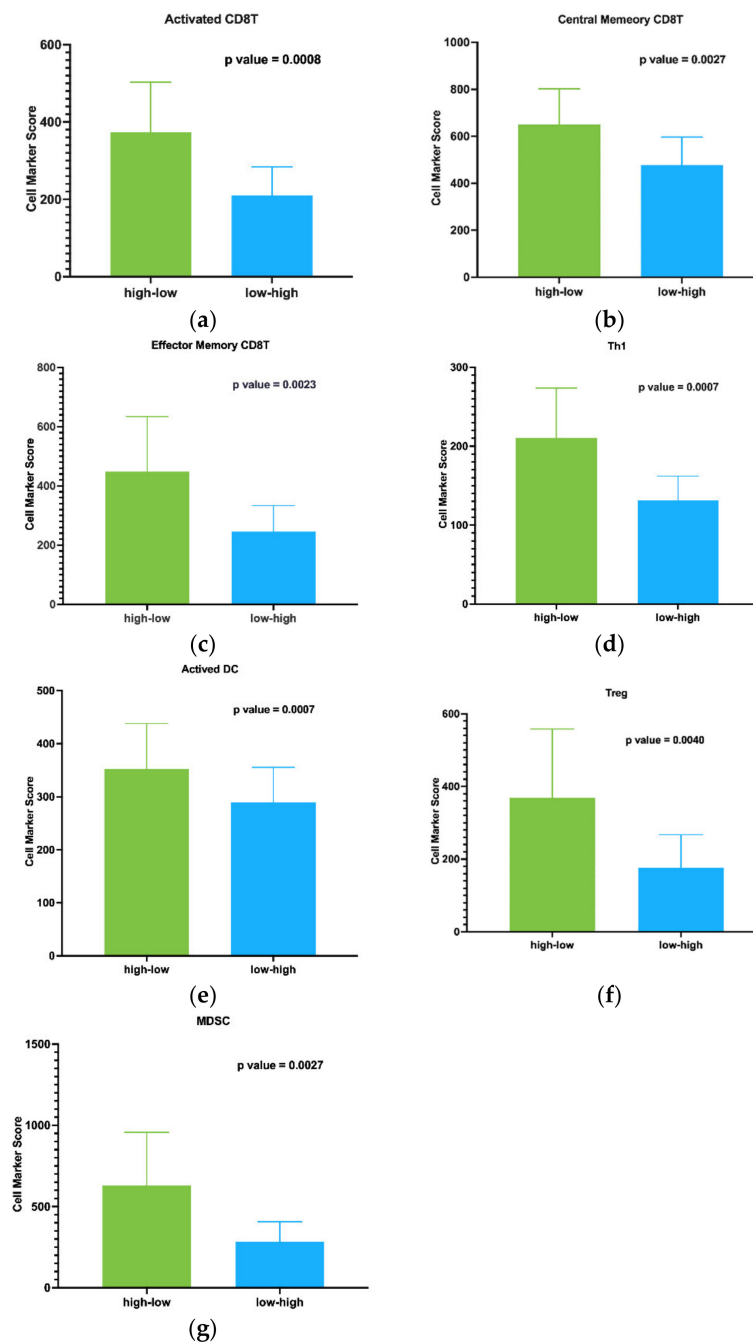 Activated CD8T
p value = 0.0008
Cell Marker Score
600
400
200
0
high-low low-high
(a)
Central Memeory CD8T
p value = 0.0027
Cell Marker Score
1000
800
600
400
200
0
high-low low-high
(b)
Effector Memory CD8T
p value = 0.0023
Cell Marker Score
800
600
400
200
0
high-low low-high
(c)
Th1
p value = 0.0007
Cell Marker Score
300
200
100
0
high-low low-high
(d)
Actived DC
p value = 0.0007
Cell Marker Score
500
400
300
200
100
0
high-low low-high
(e)
Treg
p value = 0.0040
Cell Marker Score
600
400
200
0
high-low low-high
(f)
MDSC
p value = 0.0027
Cell Marker Score
1500
1000
500
0
high-low low-high
(g)